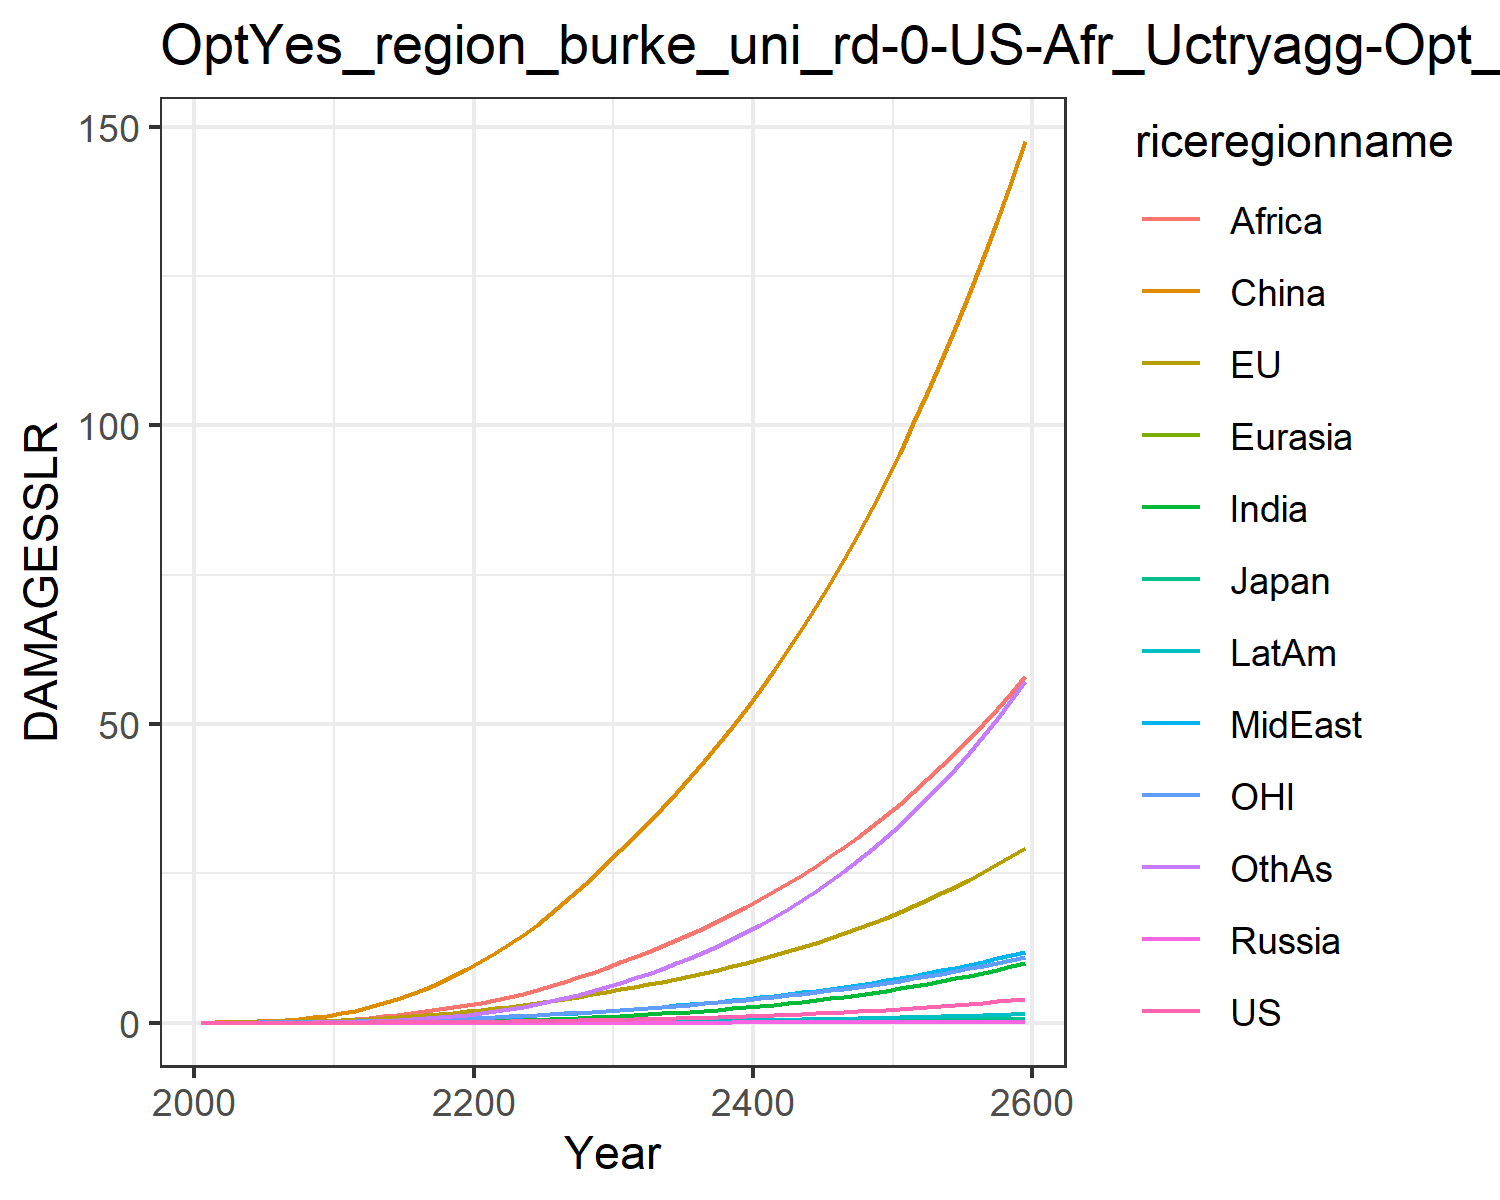 OptYes_region_burke_uni_rd-0-US-Afr_Uctryagg-Opt_
150
100
50
0
DAMAGESSLR
2000
2200
2400
2600
Year
riceregionname
Africa
China
EU
Eurasia
India
Japan
LatAm
MidEast
OHI
OthAs
Russia
US